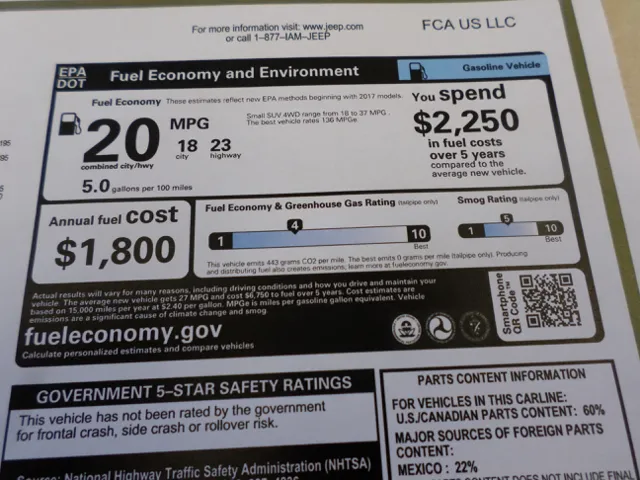 For more information visit: www.jeep.com
or call 1–877–IAM–JEEP
FCA US LLC
EPA
DOT
Fuel Economy and Environment
Gasoline Vehicle
Fuel Economy These estimates reflect new EPA methods beginning with 2017 models.
20
MPG
18 23
city highway
combined city/hwy
5.0 gallons per 100 miles
Small SUV 4WD range from 16 to 37 MPG.
The best vehicle rates 136 MPGe.
You spend
$2,250
in fuel costs
over 5 years
compared to the
average new vehicle.
Annual fuel cost
$1,800
Fuel Economy & Greenhouse Gas Rating (tailpipe only)
4
1
10
Best
Smog Rating (tailpipe only)
5
1
10
Best
This vehicle emits 443 grams CO2 per mile. The best emits 0 grams per mile (tailpipe only). Producing
and distributing fuel also creates emissions; learn more at fueleconomy.gov.
Actual results will vary for many reasons, including driving conditions and how you drive and maintain your
vehicle. The average new vehicle gets 27 MPG and cost $6,750 to fuel over 5 years. Cost estimates are
based on 15,000 miles per year at $2.40 per gallon. MPGe is miles per gasoline gallon equivalent. Vehicle
emissions are a significant cause of climate change and smog.
fueleconomy.gov
Calculate personalized estimates and compare vehicles
Smartphone
QR Code™
GOVERNMENT 5–STAR SAFETY RATINGS
This vehicle has not been rated by the government
for frontal crash, side crash or rollover risk.
Source: National Highway Traffic Safety Administration (NHTSA)
PARTS CONTENT INFORMATION
FOR VEHICLES IN THIS CARLINE:
U.S./CANADIAN PARTS CONTENT: 60%
MAJOR SOURCES OF FOREIGN PARTS
CONTENT:
MEXICO : 22%
CONTENT DOES NOT INCLUDE FINAL